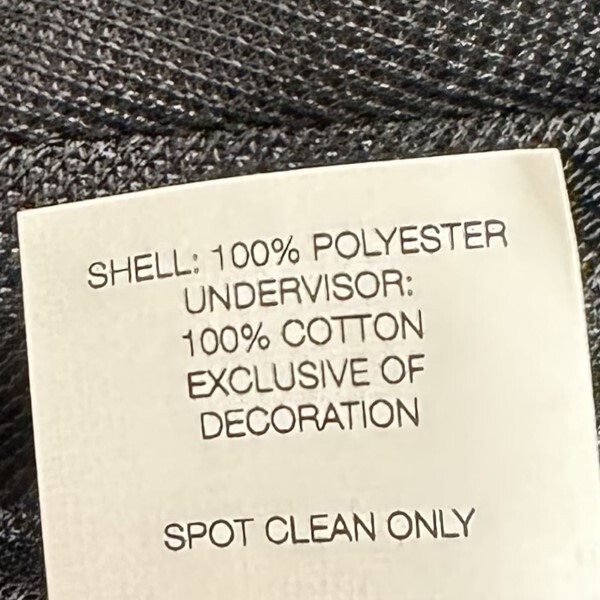 SHELL: 100% POLYESTER
UNDERVISOR:
100% COTTON
EXCLUSIVE OF
DECORATION
SPOT CLEAN ONLY